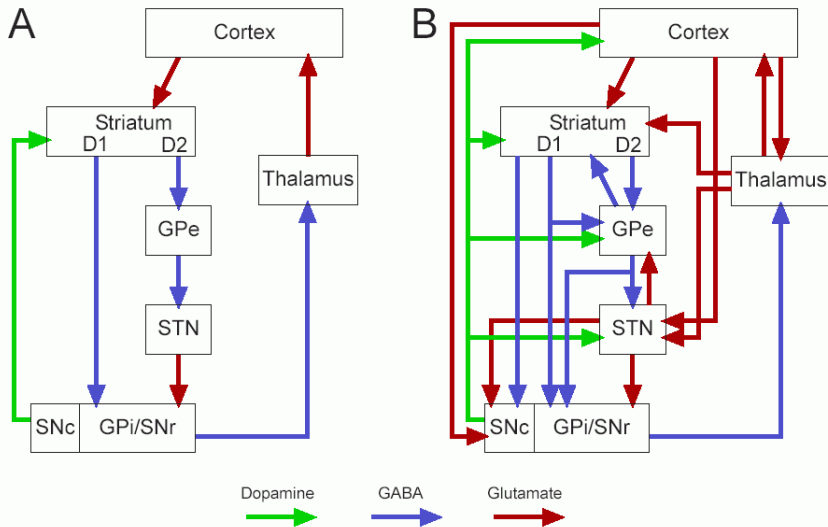 A
Cortex
Striatum
D1 D2
Thalamus
GPe
STN
SNc GPi/SNr
B
Cortex
Striatum
D1 D2
Thalamus
GPe
STN
SNc GPi/SNr
Dopamine GABA Glutamate